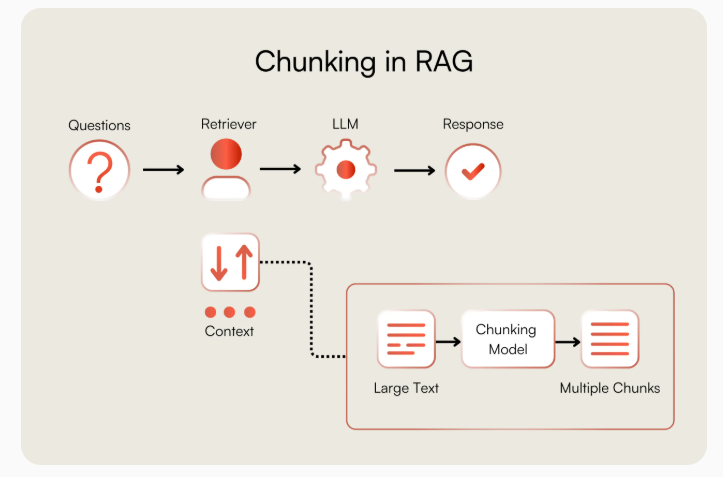 Chunking in RAG
Questions
Retriever
LLM
Response
?
Context
Chunking
Model
Large Text
Multiple Chunks